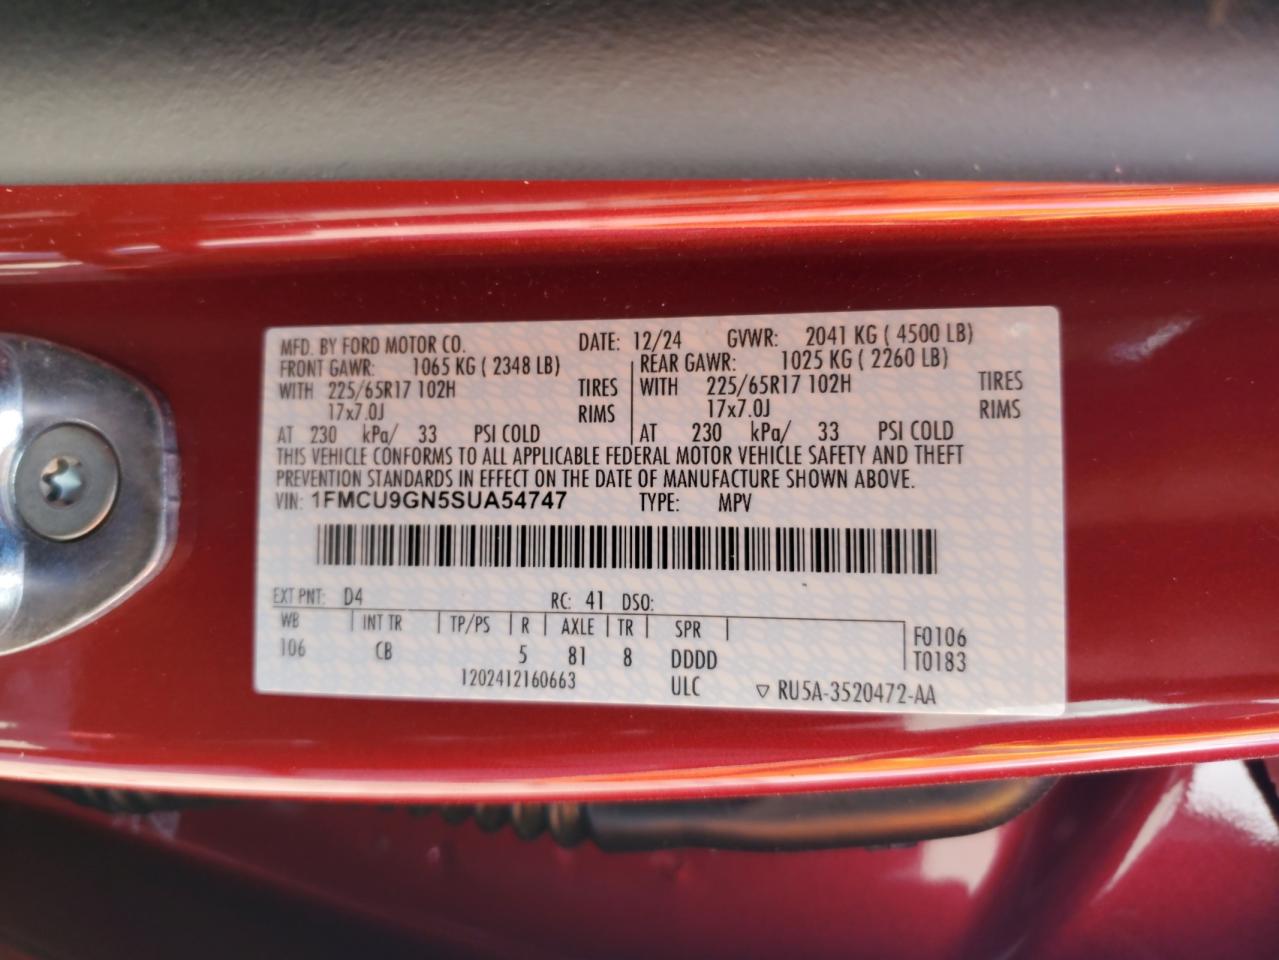 MFD. BY FORD MOTOR CO. DATE: 12/24 GVWR: 2041 KG ( 4500 LB)
FRONT GAWR: 1065 KG ( 2348 LB) REAR GAWR: 1025 KG ( 2260 LB)
WITH 225/65R17 102H TIRES WITH 225/65R17 102H TIRES
17x7.0J RIMS 17x7.0J RIMS
AT 230 kPa/ 33 PSI COLD AT 230 kPa/ 33 PSI COLD
THIS VEHICLE CONFORMS TO ALL APPLICABLE FEDERAL MOTOR VEHICLE SAFETY AND THEFT
PREVENTION STANDARDS IN EFFECT ON THE DATE OF MANUFACTURE SHOWN ABOVE.
VIN: 1FMCU9GN5SUA54747 TYPE: MPV
EXT PNT: D4 RC: 41 DSO:
WB INT TR TP/PS R AXLE TR SPR F0106
106 CB 5 81 8 DDDD T0183
1202412160663 ULC ▽ RU5A-3520472-AA